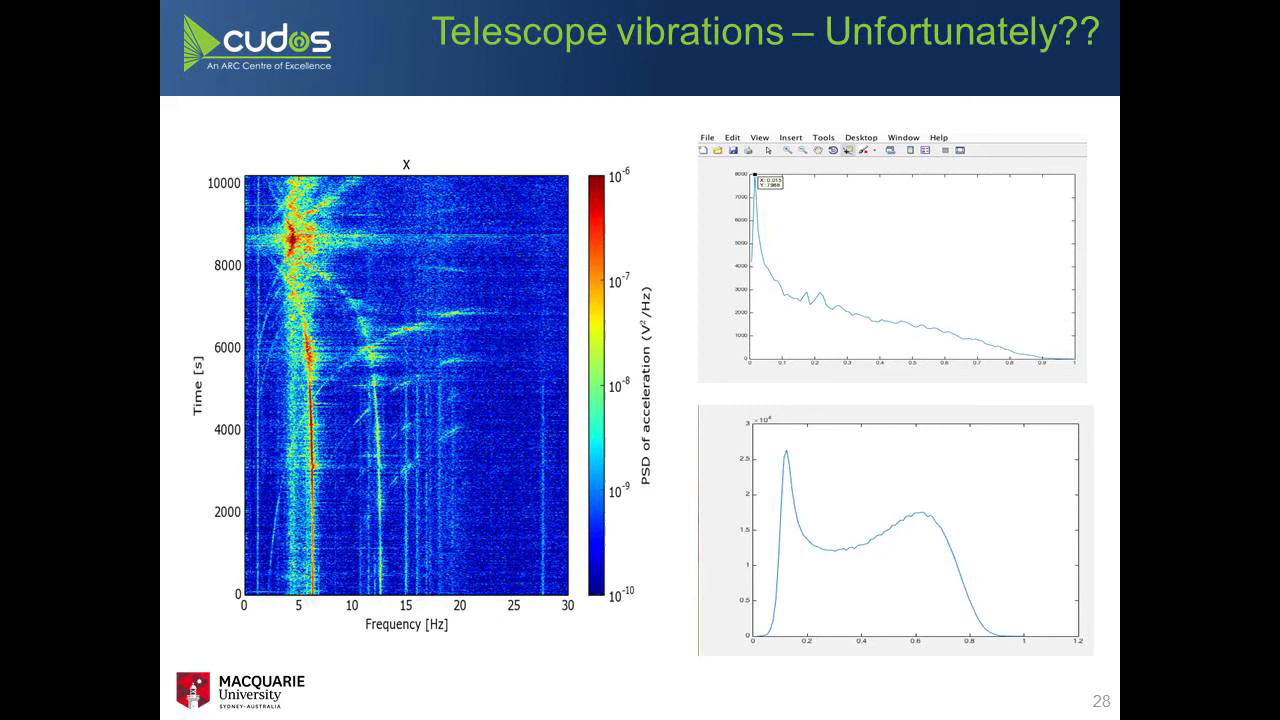 Telescope vibrations – Unfortunately??
cudos
An ARC Centre of Excellence
X
10000
8000
6000
4000
2000
0
Time [s]
0 5 10 15 20 25 30
Frequency [Hz]
10-6
10-7
10-8
10-9
10-10
PSD of acceleration (V²/Hz)
File Edit View Insert Tools Desktop Window Help
X: 0.015
Y: 7968
8000
7000
6000
5000
4000
3000
2000
1000
0
0 0.1 0.2 0.3 0.4 0.5 0.6 0.7 0.8 0.9 1
×10⁴
3
2.5
2
1.5
1
0.5
0
0 0.2 0.4 0.6 0.8 1 1.2
MACQUARIE
University
SYDNEY·AUSTRALIA
28